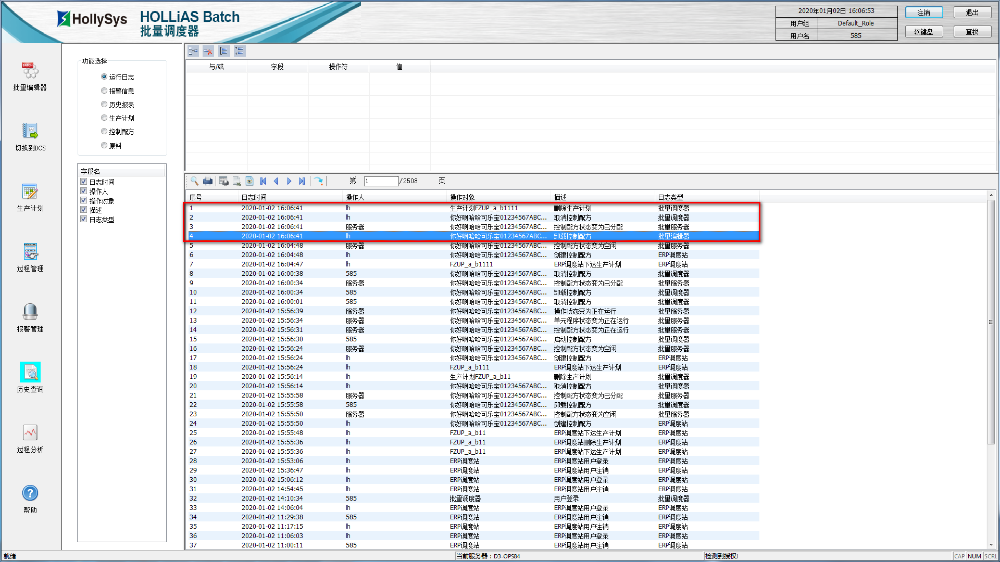 HollySys
HOLLiAS Batch
批量调度器
2020年01月02日 16:06:53
用户组 Default_Role
用户名 585
注销 退出
软键盘 查找
BATCH
批量编辑器
切换到DCS
生产计划
过程管理
报警管理
历史查询
过程分析
帮助
功能选择
运行日志
报警信息
历史报表
生产计划
控制配方
原料
字段名
日志时间
操作人
操作对象
描述
日志类型
与/或 字段 操作符 值
第 1 /2508 页
序号 日志时间 操作人 操作对象 描述 日志类型
1 2020-01-02 16:06:41 lh 生产计划FZUP_a_b1111 删除生产计划 批量调度器
2 2020-01-02 16:06:41 lh 你好啊哈哈可乐宝01234567ABC... 取消控制配方 批量调度器
3 2020-01-02 16:06:41 服务器 你好啊哈哈可乐宝01234567ABC... 控制配方状态变为已分配 批量服务器
4 2020-01-02 16:06:41 lh 你好啊哈哈可乐宝01234567ABC... 卸载控制配方 批量编辑器
5 2020-01-02 16:04:48 服务器 你好啊哈哈可乐宝01234567ABC... 控制配方状态变为空闲 批量服务器
6 2020-01-02 16:04:48 lh 你好啊哈哈可乐宝01234567ABC... 创建控制配方 ERP调度站
7 2020-01-02 16:04:47 lh FZUP_a_b1111 ERP调度站下达生产计划 ERP调度站
8 2020-01-02 16:00:38 585 你好啊哈哈可乐宝01234567ABC... 取消控制配方 批量调度器
9 2020-01-02 16:00:34 服务器 你好啊哈哈可乐宝01234567ABC... 控制配方状态变为已分配 批量服务器
10 2020-01-02 16:00:34 585 你好啊哈哈可乐宝01234567ABC... 卸载控制配方 批量调度器
11 2020-01-02 16:00:01 585 你好啊哈哈可乐宝01234567ABC... 取消控制配方 批量调度器
12 2020-01-02 15:56:39 服务器 你好啊哈哈可乐宝01234567ABC... 操作状态变为正在运行 批量服务器
13 2020-01-02 15:56:34 服务器 你好啊哈哈可乐宝01234567ABC... 单元程序状态变为正在运行 批量服务器
14 2020-01-02 15:56:31 服务器 你好啊哈哈可乐宝01234567ABC... 控制配方状态变为正在运行 批量服务器
15 2020-01-02 15:56:30 585 你好啊哈哈可乐宝01234567ABC... 启动控制配方 批量调度器
16 2020-01-02 15:56:24 服务器 你好啊哈哈可乐宝01234567ABC... 控制配方状态变为空闲 批量服务器
17 2020-01-02 15:56:24 lh 你好啊哈哈可乐宝01234567ABC... 创建控制配方 ERP调度站
18 2020-01-02 15:56:24 lh FZUP_a_b111 ERP调度站下达生产计划 ERP调度站
19 2020-01-02 15:56:14 lh 生产计划FZUP_a_b11 删除生产计划 批量调度器
20 2020-01-02 15:56:14 lh 你好啊哈哈可乐宝01234567ABC... 取消控制配方 批量调度器
21 2020-01-02 15:55:58 服务器 你好啊哈哈可乐宝01234567ABC... 控制配方状态变为已分配 批量服务器
22 2020-01-02 15:55:58 585 你好啊哈哈可乐宝01234567ABC... 卸载控制配方 批量调度器
23 2020-01-02 15:55:50 服务器 你好啊哈哈可乐宝01234567ABC... 控制配方状态变为空闲 批量服务器
24 2020-01-02 15:55:50 lh 你好啊哈哈可乐宝01234567ABC... 创建控制配方 ERP调度站
25 2020-01-02 15:55:48 lh FZUP_a_b11 ERP调度站下达生产计划 ERP调度站
26 2020-01-02 15:55:36 lh FZUP_a_b11 ERP调度站删除生产计划 ERP调度站
27 2020-01-02 15:55:36 lh FZUP_a_b11 ERP调度站下达生产计划 ERP调度站
28 2020-01-02 15:53:06 lh ERP调度站 ERP调度站用户登录 ERP调度站
29 2020-01-02 15:36:47 lh ERP调度站 ERP调度站用户注销 ERP调度站
30 2020-01-02 15:06:12 lh ERP调度站 ERP调度站用户登录 ERP调度站
31 2020-01-02 14:54:45 lh ERP调度站 ERP调度站用户注销 ERP调度站
32 2020-01-02 14:10:34 585 批量调度器 用户登录 批量调度器
33 2020-01-02 14:06:04 lh ERP调度站 ERP调度站用户登录 ERP调度站
34 2020-01-02 11:29:38 585 ERP调度站 ERP调度站用户注销 ERP调度站
35 2020-01-02 11:17:15 lh ERP调度站 ERP调度站用户注销 ERP调度站
36 2020-01-02 11:06:03 lh ERP调度站 ERP调度站用户登录 ERP调度站
37 2020-01-02 11:00:11 585 ERP调度站 ERP调度站用户注销 ERP调度站
就绪 当前服务器：D3-OPS84 检测到授权! CAP NUM SCRL